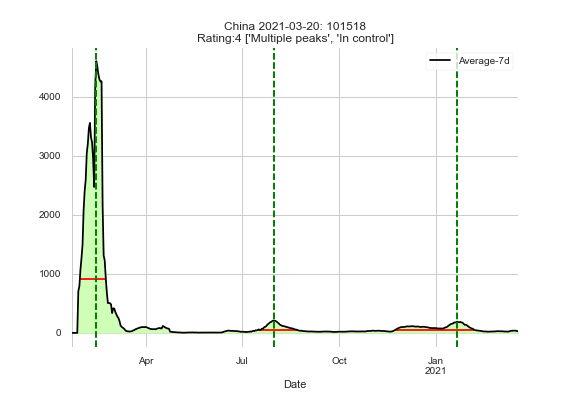 China 2021-03-20: 101518
Rating:4 ['Multiple peaks', 'In control']
Average-7d
4000
3000
2000
1000
0
Apr
Jul
Oct
Jan
2021
Date